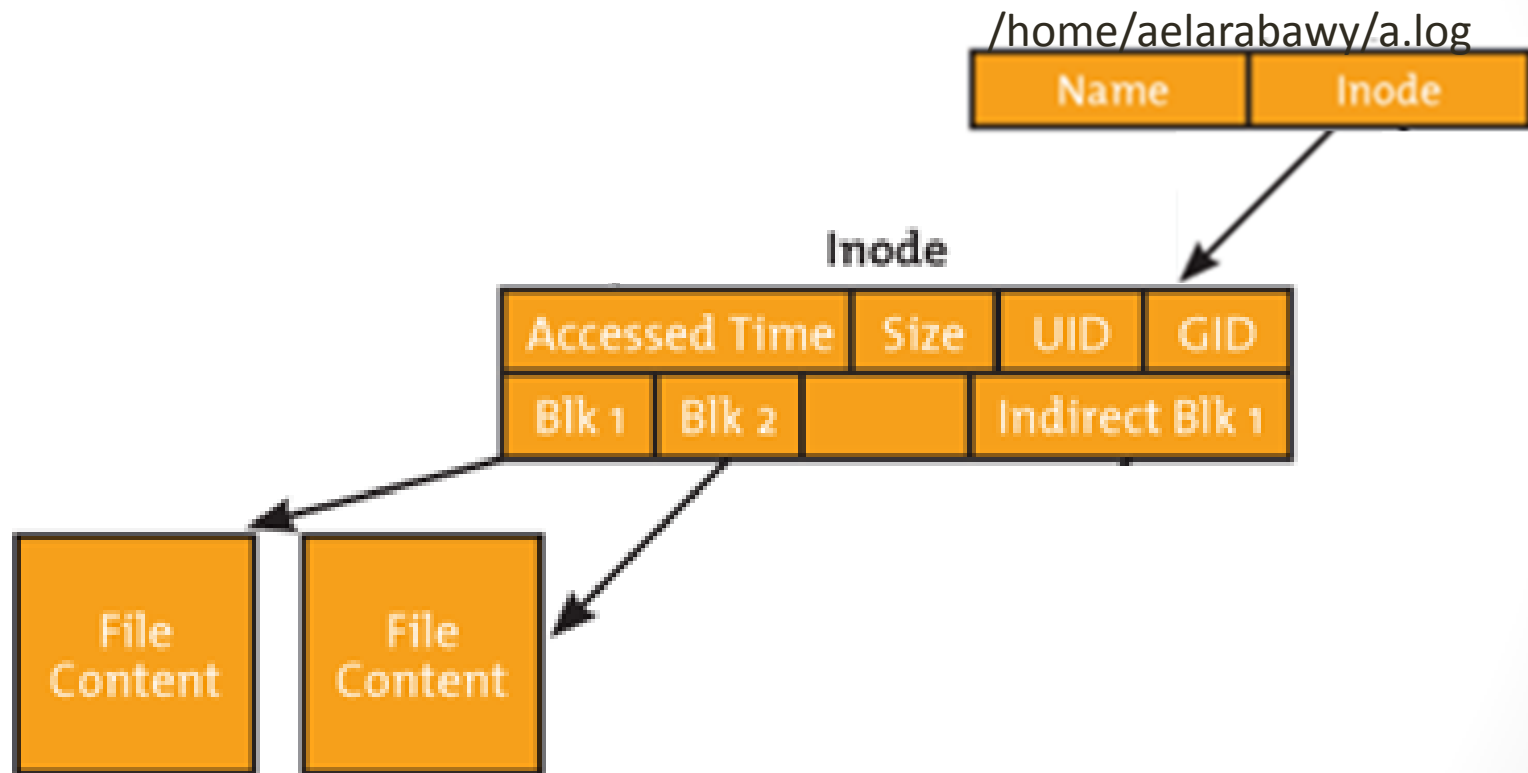 /home/aelarabawy/a.log
Name Inode
Inode
Accessed Time Size UID GID
Blk 1 Blk 2 Indirect Blk 1
File File
Content Content